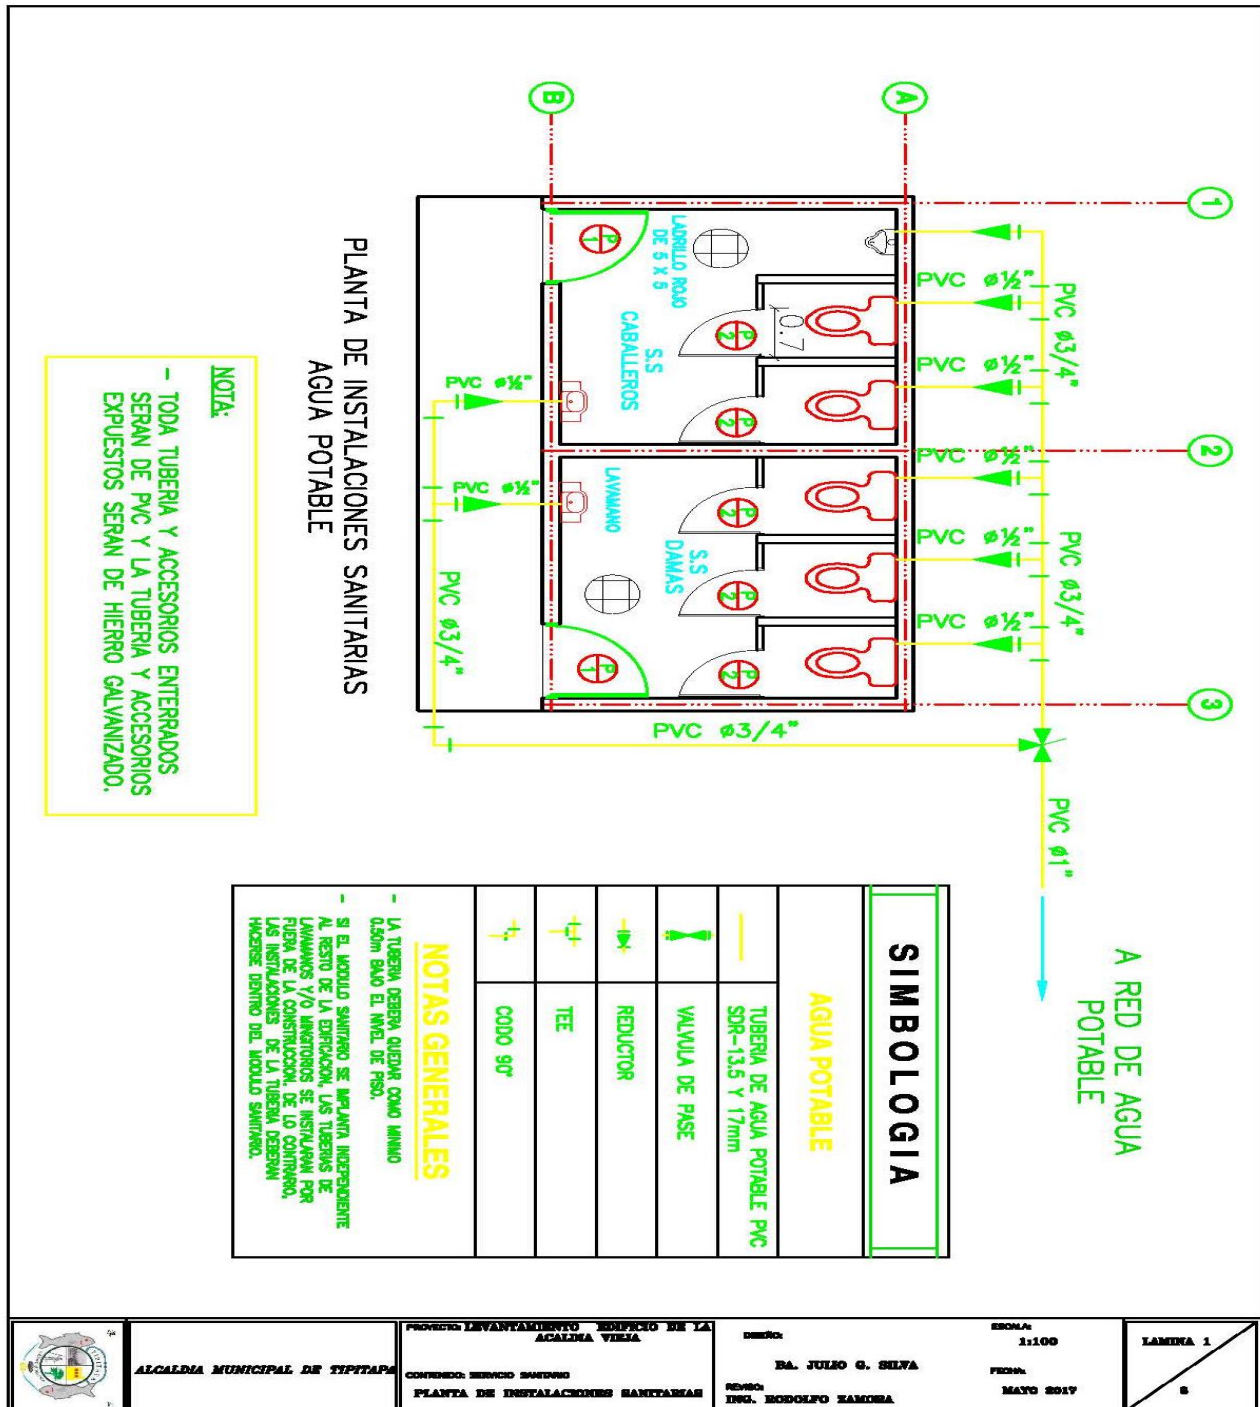 A RED DE AGUA
POTABLE
1
2
3
A
B
PVC ø3/4"
PVC ø3/4"
PVC ø1"
PVC ø½"
PVC ø½"
PVC ø½"
PVC ø½"
PVC ø½"
PVC ø3/4"
PVC ø½"
PVC ø½"
PVC ø3/4"
0.7
P
2
P
2
P
2
P
2
P
2
P
1
P
1
LADRILLO ROJO
DE 5 X 5
S.S
CABALLEROS
S.S
DAMAS
LAVAMANO
PLANTA DE INSTALACIONES SANITARIAS
AGUA POTABLE
NOTA:
- TODA TUBERIA Y ACCESORIOS ENTERRADOS
SERAN DE PVC Y LA TUBERIA Y ACCESORIOS
EXPUESTOS SERAN DE HIERRO GALVANIZADO.
SIMBOLOGIA
AGUA POTABLE
TUBERIA DE AGUA POTABLE PVC
SDR-13.5 Y 17mm
VALVULA DE PASE
REDUCTOR
TEE
CODO 90°
NOTAS GENERALES
- LA TUBERIA DEBERA QUEDAR COMO MINIMO
0.50m BAJO EL NIVEL DE PISO.
- SI EL MODULO SANITARIO SE IMPLANTA INDEPENDIENTE
AL RESTO DE LA EDIFICACION, LAS TUBERIAS DE
LAVAMANOS Y/O MINGITORIOS SE INSTALARAN POR
FUERA DE LA CONSTRUCCION. DE LO CONTRARIO,
LAS INSTALACIONES DE LA TUBERIA DEBERAN
HACERSE DENTRO DEL MODULO SANITARIO.
ALCALDIA MUNICIPAL DE TIPITAPA
PROYECTO: LEVANTAMIENTO EDIFICIO DE LA
ACALDIA VIEJA
CONTENIDO: SERVICIO SANITARIO
PLANTA DE INSTALACIONES SANITARIAS
DISEÑO:
BA. JULIO G. SILVA
REVISO:
ING. RODOLFO ZAMORA
ESCALA:
1:100
FECHA:
MAYO 2017
LAMINA 1